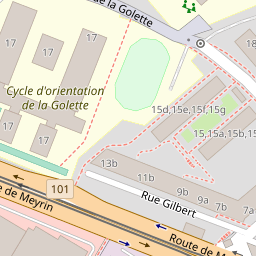 de la Golette
17
17
17
17
17
17
Cycle d'orientation
de la Golette
15d,15e,15f,15g
15,15a,15b,15
13b
11b
101
9b
9a
7b
7a
Rue Gilbert
e de Meyrin
Route de M